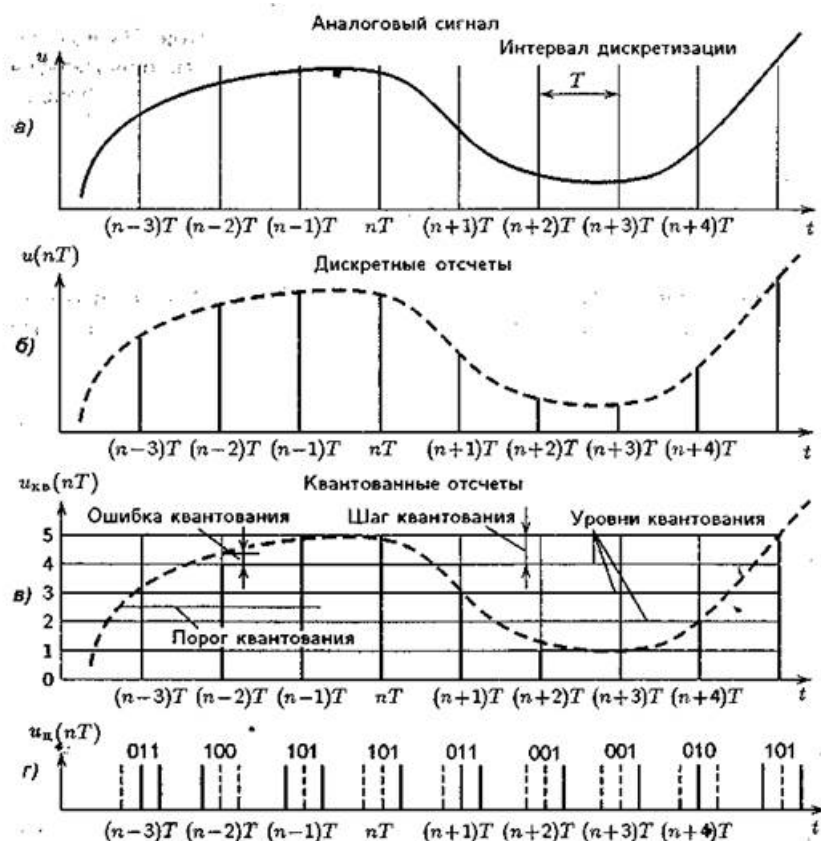 Аналоговый сигнал
u
Интервал дискретизации
T
а)
(n−3)T (n−2)T (n−1)T nT (n+1)T (n+2)T (n+3)T (n+4)T t
u(nT)
Дискретные отсчеты
б)
(n−3)T (n−2)T (n−1)T nT (n+1)T (n+2)T (n+3)T (n+4)T t
uкв(nT)
Квантованные отсчеты
Ошибка квантования
Шаг квантования
Уровни квантования
5
4
в) 3
Порог квантования
2
1
0
(n−3)T (n−2)T (n−1)T nT (n+1)T (n+2)T (n+3)T (n+4)T t
uц(nT)
011 100 101 101 011 001 001 010 101
г)
(n−3)T (n−2)T (n−1)T nT (n+1)T (n+2)T (n+3)T (n+4)T t